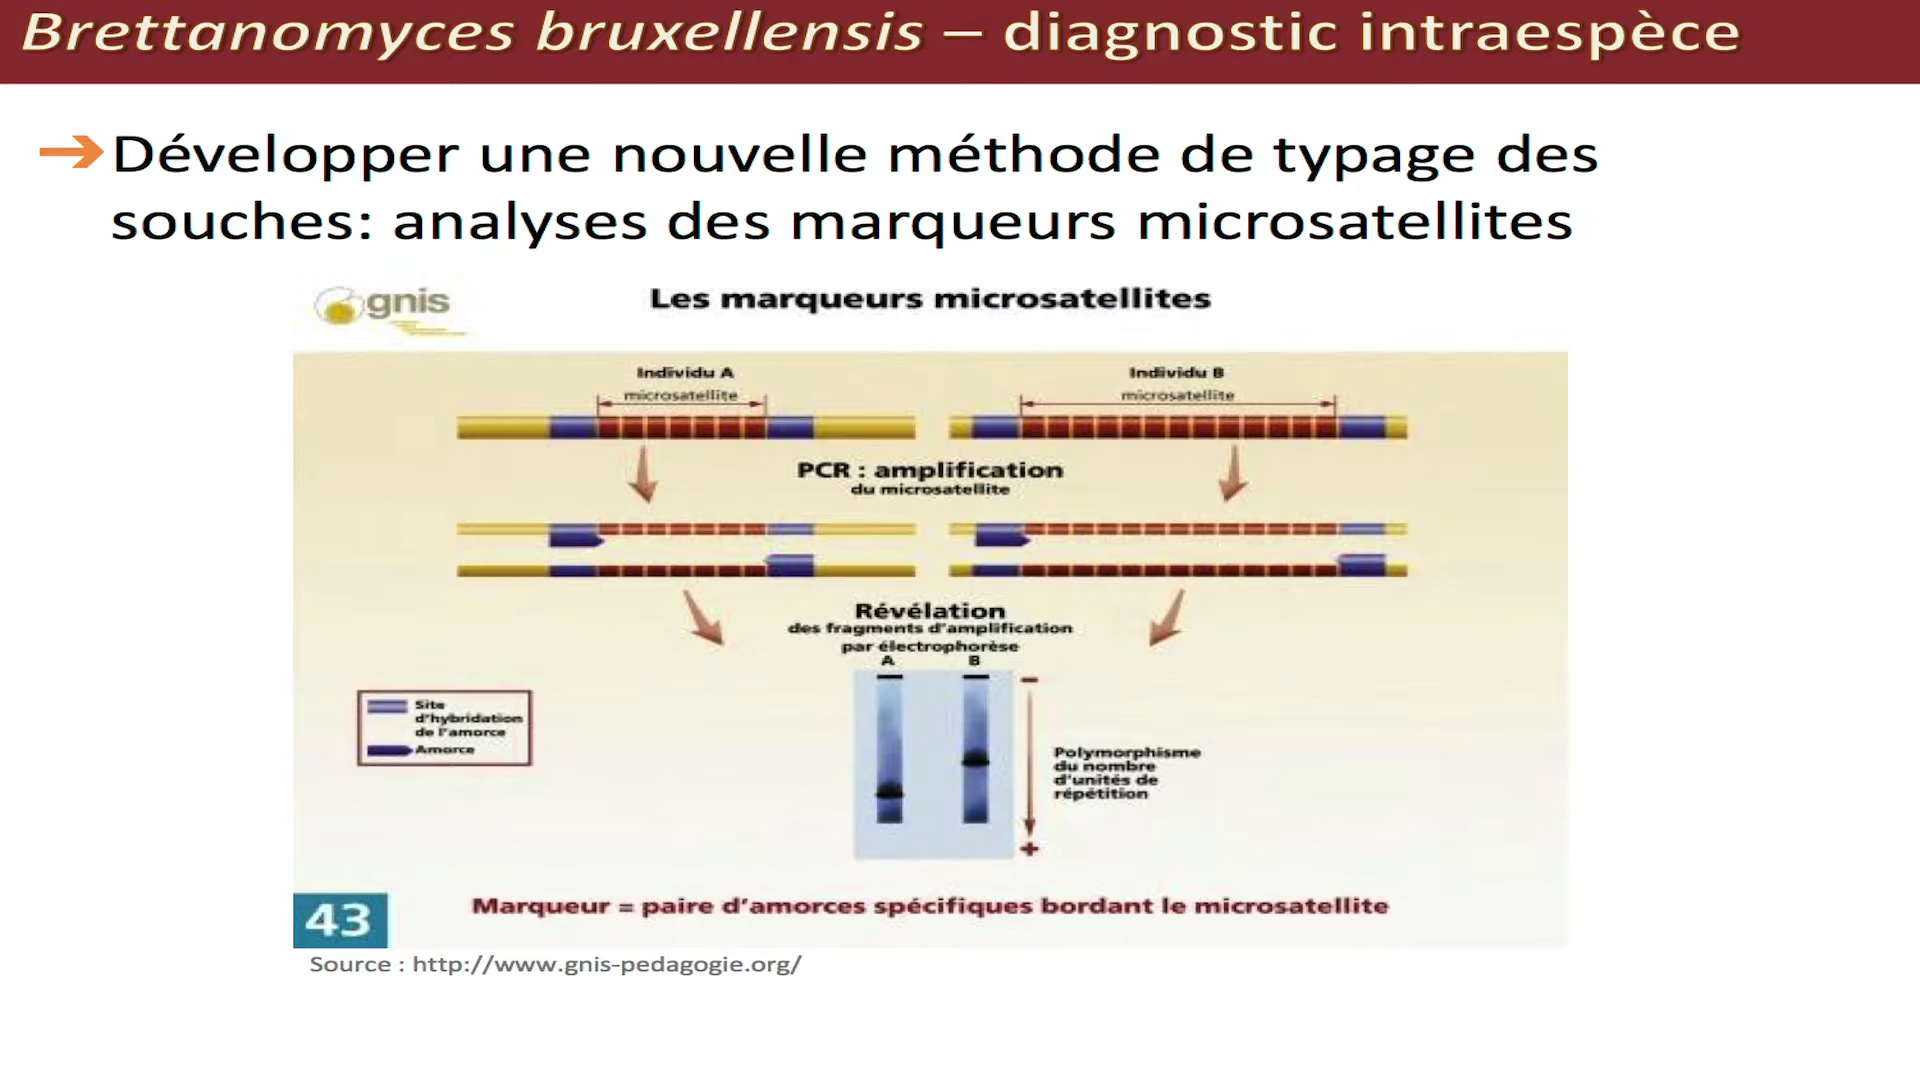 Brettanomyces bruxellensis – diagnostic intraespèce
➔Développer une nouvelle méthode de typage des
souches: analyses des marqueurs microsatellites
gnis
Les marqueurs microsatellites
Individu A
Individu B
microsatellite
microsatellite
PCR : amplification
du microsatellite
Révélation
des fragments d'amplification
par électrophorèse
A B
–
Site
d'hybridation
de l'amorce
Amorce
Polymorphisme
du nombre
d'unités de
répétition
+
Marqueur = paire d'amorces spécifiques bordant le microsatellite
43
Source : http://www.gnis-pedagogie.org/